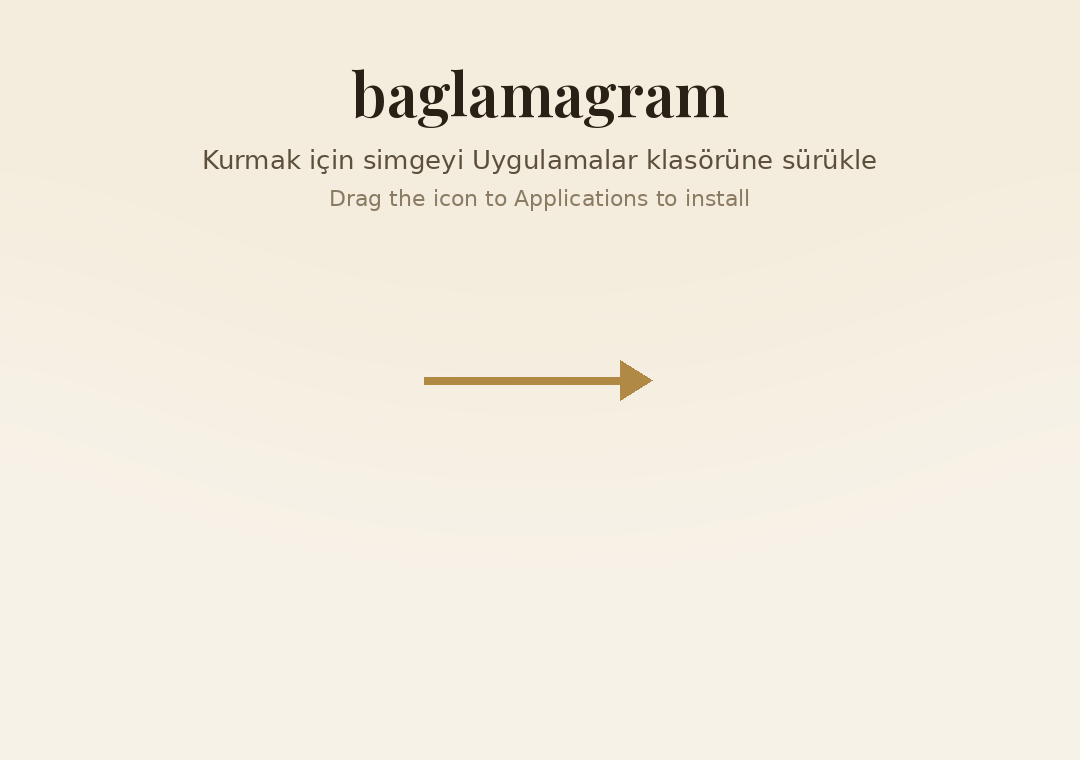 baglamagram
Kurmak için simgeyi Uygulamalar klasörüne sürükle
Drag the icon to Applications to install